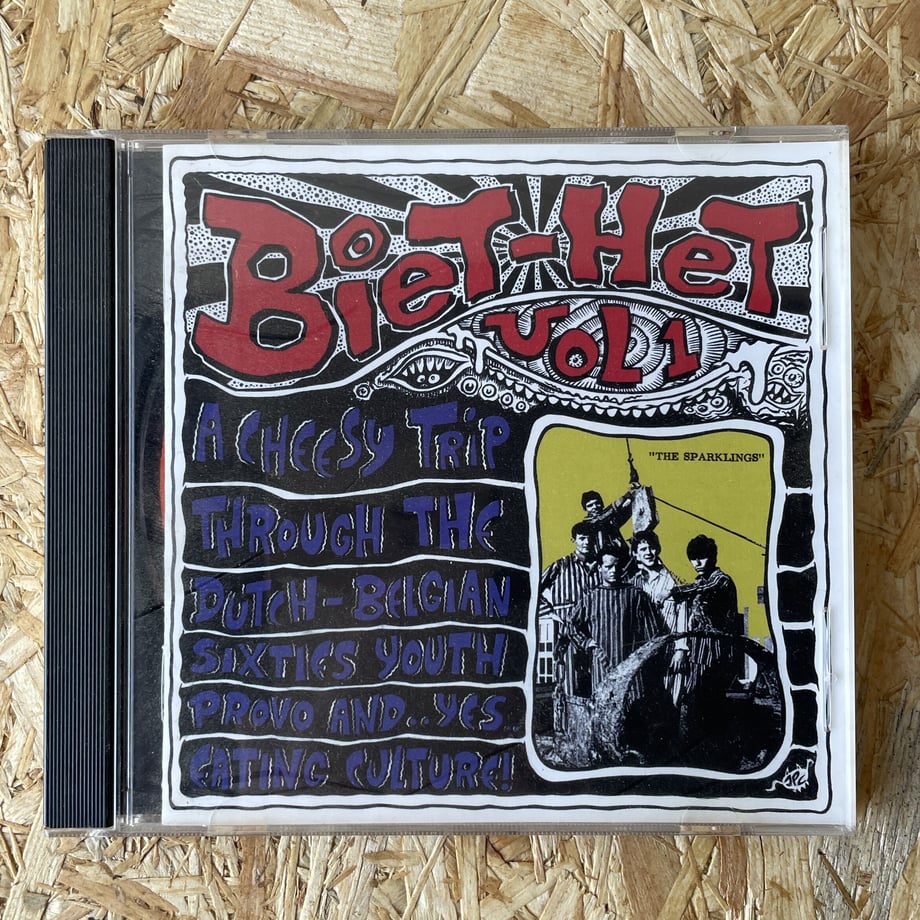 BiET-HeT
VOL 1
A CHEESY TRiP
THROUGH THE
DUTCH-BELGIAN
SiXTiES YOUTH
PROVO AND..YES..
EATING CULTURE!
"THE SPARKLINGS"